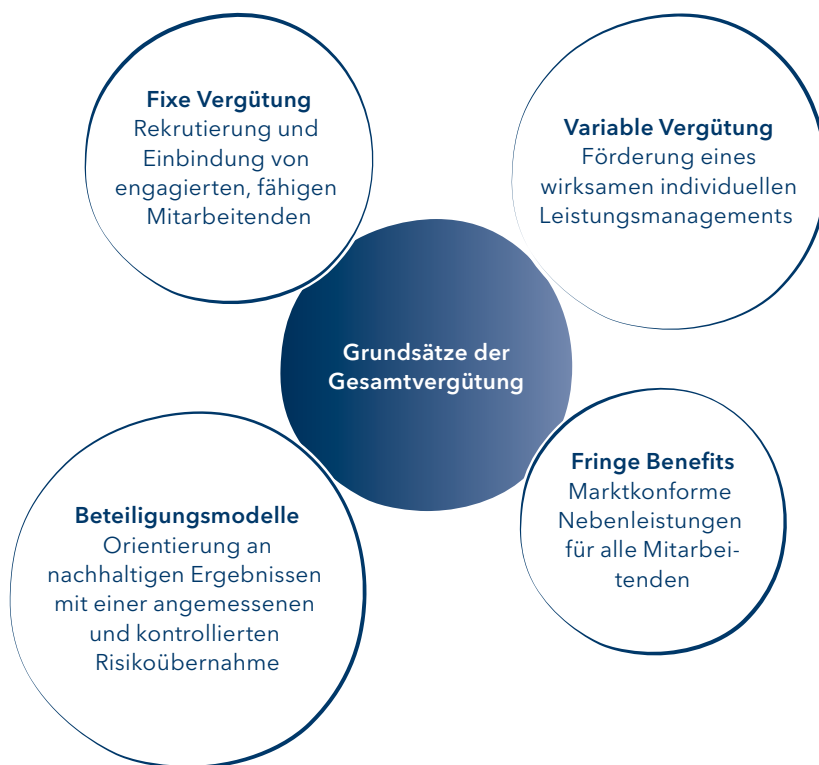 Fixe Vergütung
Rekrutierung und
Einbindung von
engagierten, fähigen
Mitarbeitenden
Variable Vergütung
Förderung eines
wirksamen individuellen
Leistungsmanagements
Grundsätze der
Gesamtvergütung
Beteiligungsmodelle
Orientierung an
nachhaltigen Ergebnissen
mit einer angemessenen
und kontrollierten
Risikoübernahme
Fringe Benefits
Marktkonforme
Nebenleistungen
für alle Mitarbei-
tenden